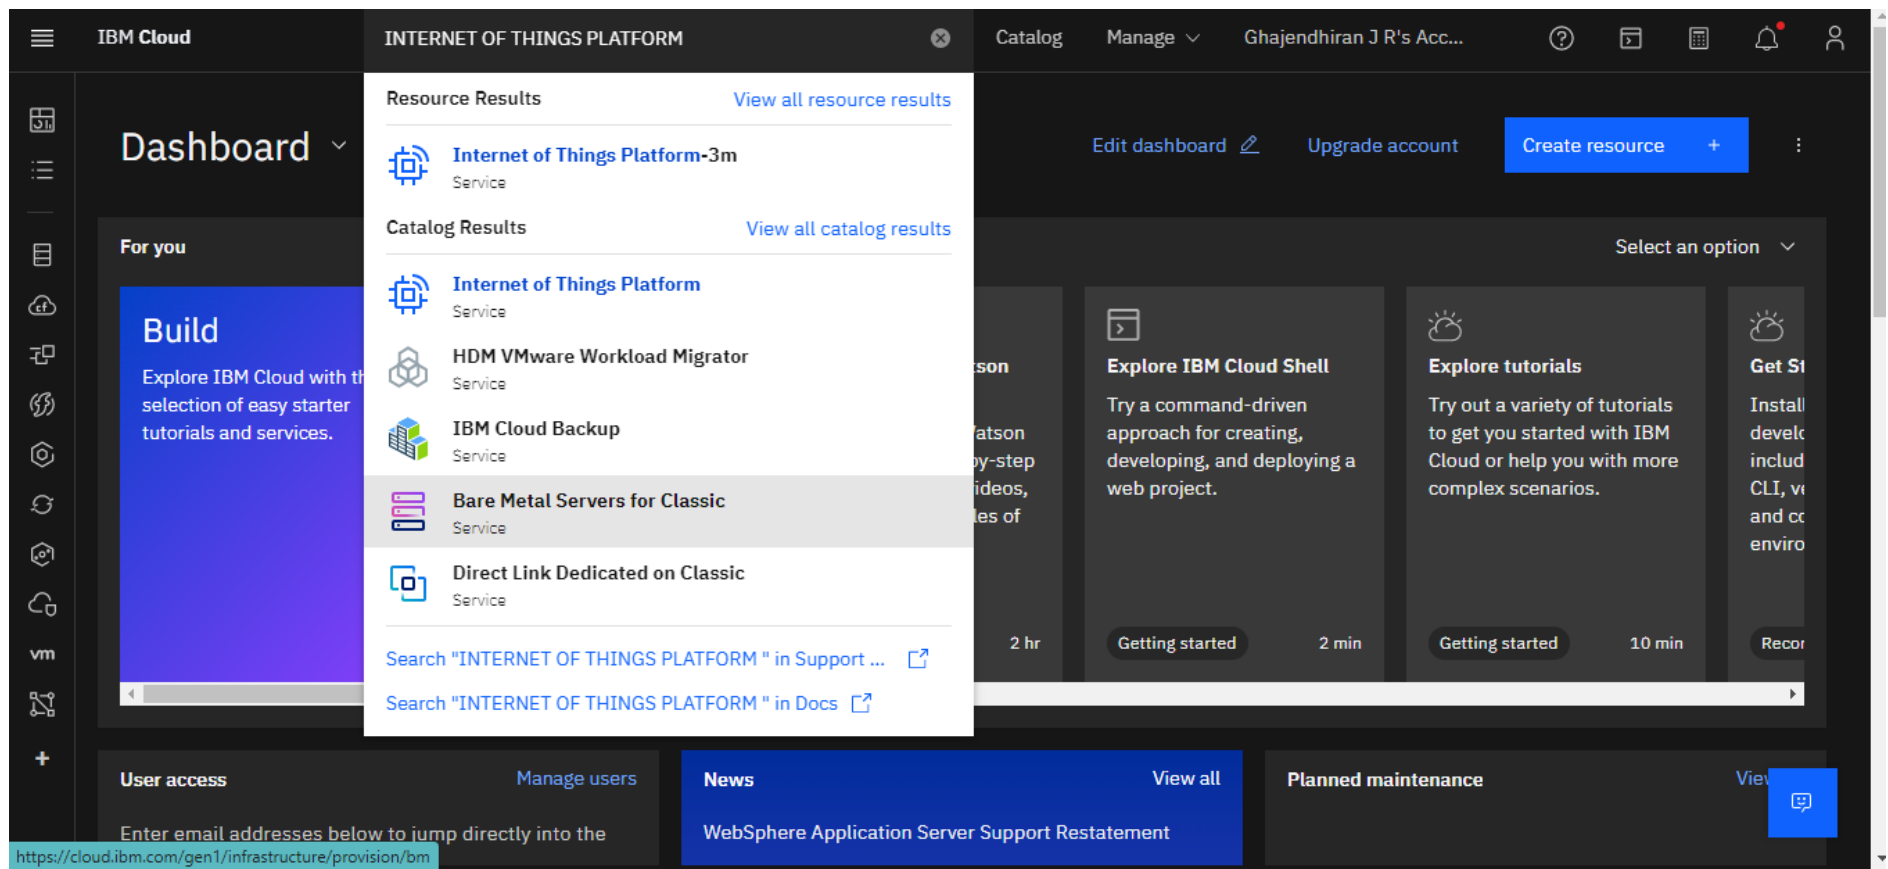 IBM Cloud
INTERNET OF THINGS PLATFORM
Catalog
Manage
Ghajendhiran J R's Acc...
Resource Results
View all resource results
Internet of Things Platform-3m
Service
Catalog Results
View all catalog results
Internet of Things Platform
Service
HDM VMware Workload Migrator
Service
IBM Cloud Backup
Service
Bare Metal Servers for Classic
Service
Direct Link Dedicated on Classic
Service
Search "INTERNET OF THINGS PLATFORM " in Support ...
Search "INTERNET OF THINGS PLATFORM " in Docs
Dashboard
Edit dashboard
Upgrade account
Create resource +
For you
Select an option
Build
Explore IBM Cloud with th
selection of easy starter
tutorials and services.
by-step
les of
2 hr
Explore IBM Cloud Shell
Try a command-driven
approach for creating,
developing, and deploying a
web project.
Getting started
2 min
Explore tutorials
Try out a variety of tutorials
to get you started with IBM
Cloud or help you with more
complex scenarios.
Getting started
10 min
Get St
Install
includ
CLI, v
and co
enviro
Recor
cf
vm
User access
Manage users
Enter email addresses below to jump directly into the
News
View all
WebSphere Application Server Support Restatement
Planned maintenance
View
https://cloud.ibm.com/gen1/infrastructure/provision/bm